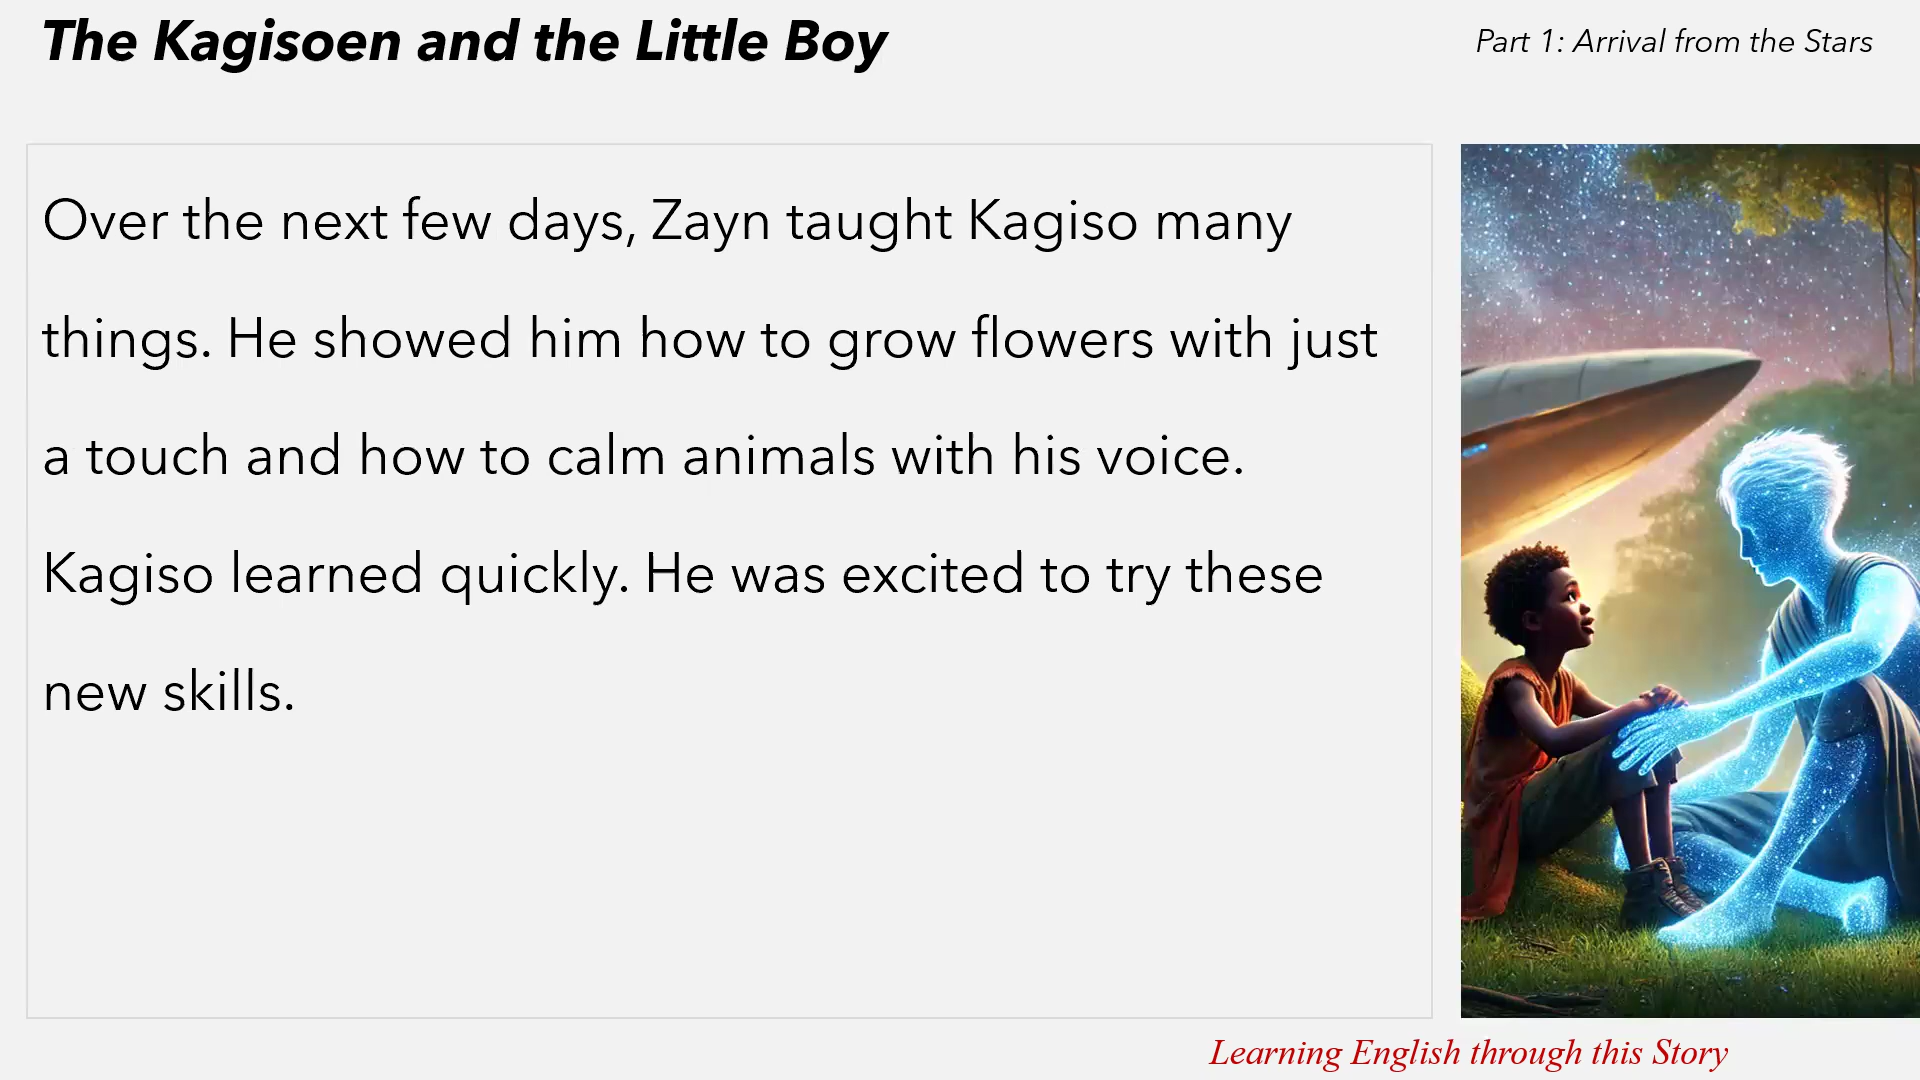 The Kagisoen and the Little Boy
Part 1: Arrival from the Stars
Over the next few days, Zayn taught Kagiso many
things. He showed him how to grow flowers with just
a touch and how to calm animals with his voice.
Kagiso learned quickly. He was excited to try these
new skills.
Learning English through this Story